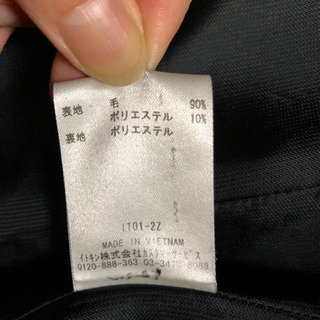 表地 毛 90%
ポリエステル 10%
裏地 ポリエステル
IT01-2Z
MADE IN VIETNAM
イトキン株式会社カスタマーサービス
0120-888-363